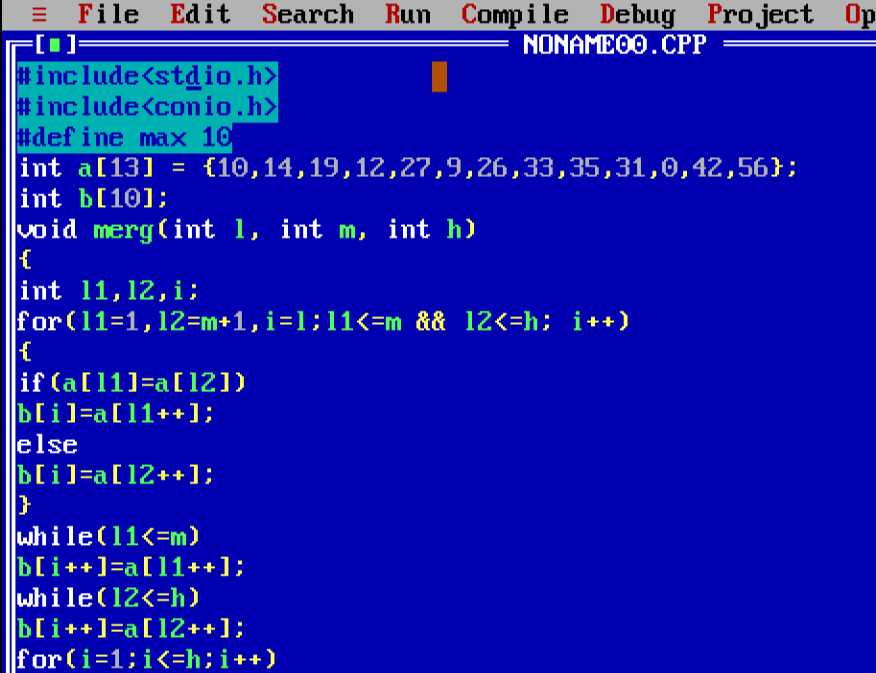 ≡ File Edit Search Run Compile Debug Project Op
[■] NONAME00.CPP
#include<stdio.h>
#include<conio.h>
#define max 10
int a[13] = {10,14,19,12,27,9,26,33,35,31,0,42,56};
int b[10];
void merg(int l, int m, int h)
{
int l1,l2,i;
for(l1=1,l2=m+1,i=l;l1<=m && l2<=h; i++)
{
if(a[l1]=a[l2])
b[i]=a[l1++];
else
b[i]=a[l2++];
}
while(l1<=m)
b[i++]=a[l1++];
while(l2<=h)
b[i++]=a[l2++];
for(i=1;i<=h;i++)